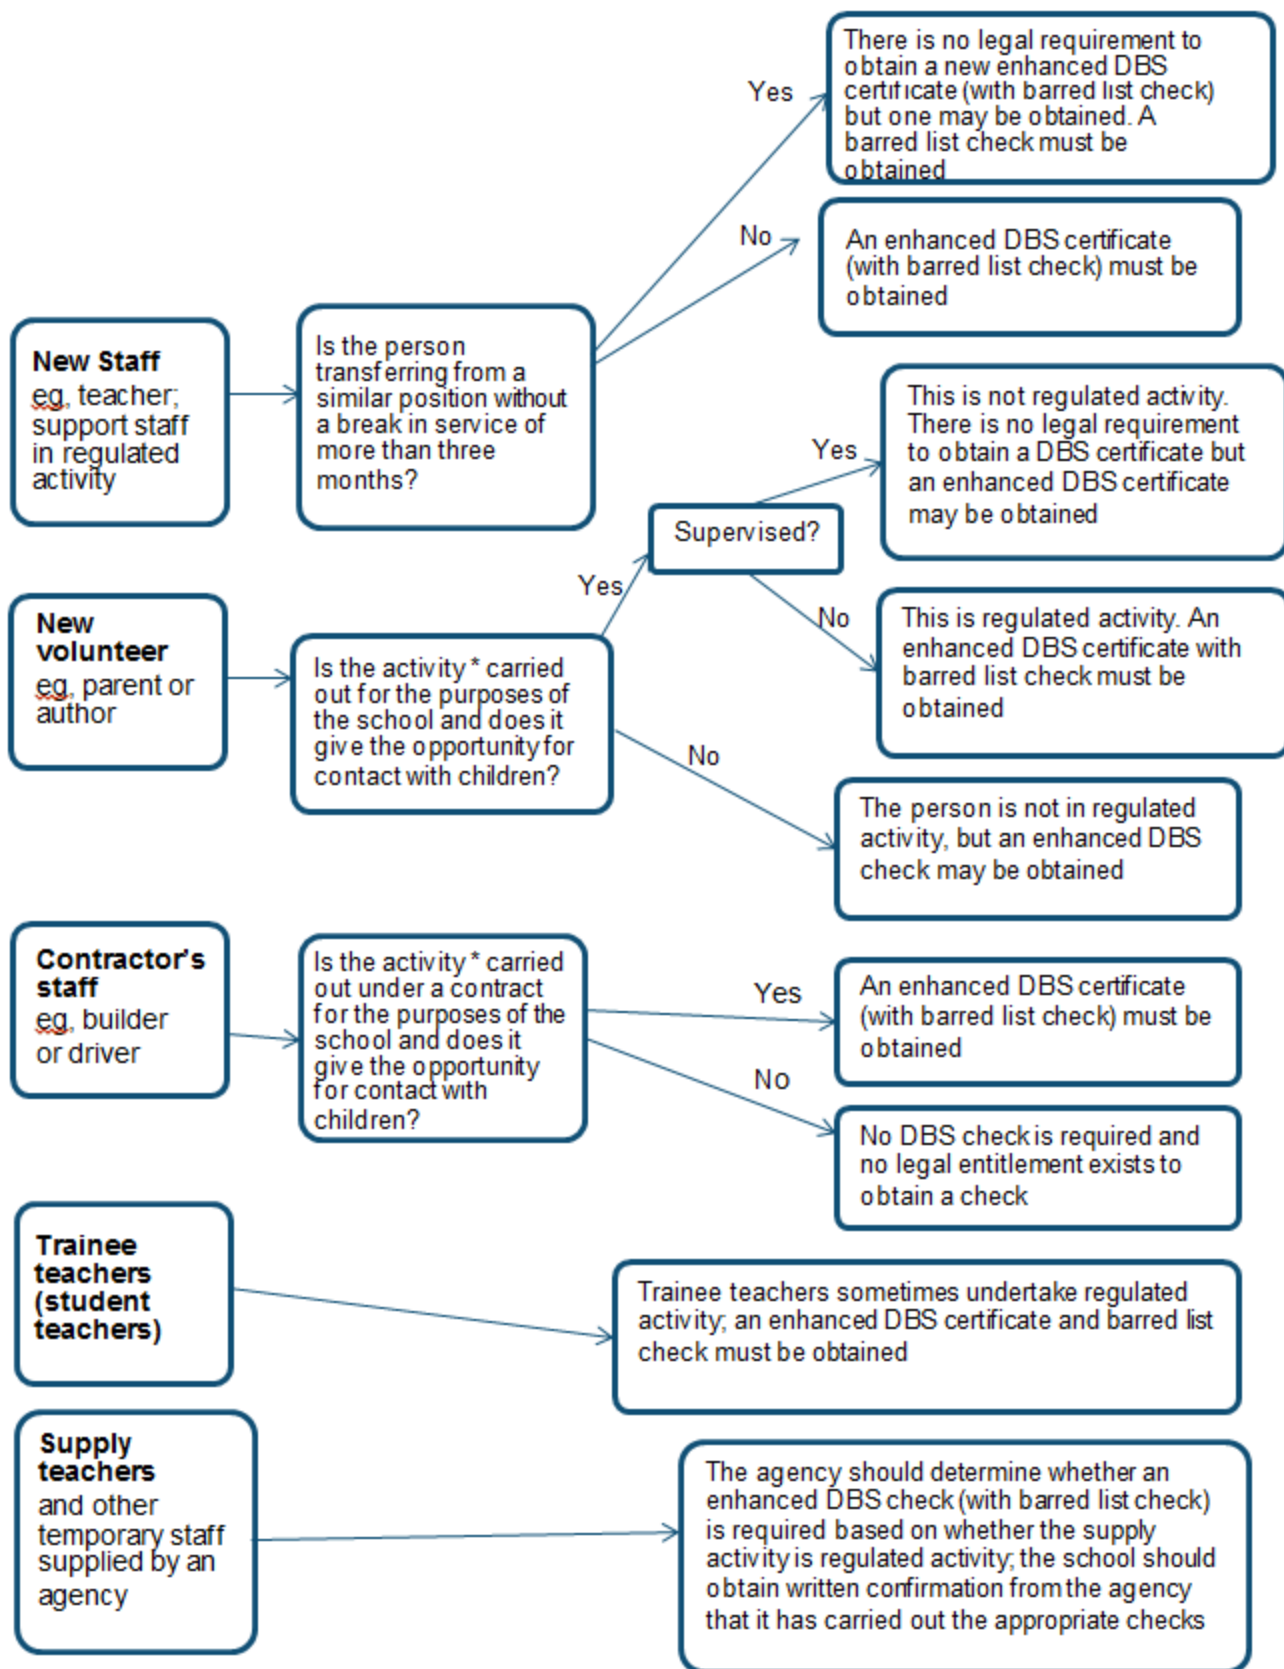 There is no legal requirement to
obtain a new enhanced DBS
certificate (with barred list check)
but one may be obtained. A
barred list check must be
obtained
Yes
No
An enhanced DBS certificate
(with barred list check) must be
obtained
New Staff
eg, teacher;
support staff
in regulated
activity
Is the person
transferring from a
similar position without
a break in service of
more than three
months?
This is not regulated activity.
There is no legal requirement
to obtain a DBS certificate but
an enhanced DBS certificate
may be obtained
Yes
Supervised?
Yes
No
This is regulated activity. An
enhanced DBS certificate with
barred list check must be
obtained
New
volunteer
eg, parent or
author
Is the activity * carried
out for the purposes of
the school and does it
give the opportunity for
contact with children?
No
The person is not in regulated
activity, but an enhanced DBS
check may be obtained
Contractor's
staff
eg, builder
or driver
Is the activity * carried
out under a contract
for the purposes of the
school and does it
give the opportunity
for contact with
children?
Yes
An enhanced DBS certificate
(with barred list check) must be
obtained
No
No DBS check is required and
no legal entitlement exists to
obtain a check
Trainee
teachers
(student
teachers)
Trainee teachers sometimes undertake regulated
activity; an enhanced DBS certificate and barred list
check must be obtained
Supply
teachers
and other
temporary staff
supplied by an
agency
The agency should determine whether an
enhanced DBS check (with barred list check)
is required based on whether the supply
activity is regulated activity; the school should
obtain written confirmation from the agency
that it has carried out the appropriate checks